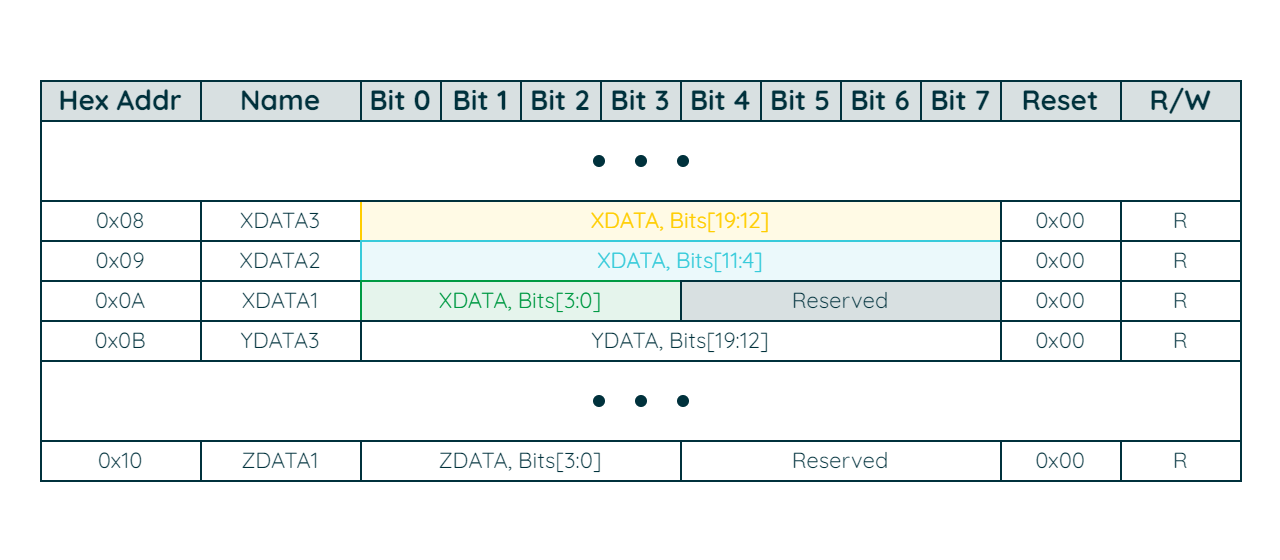 Hex Addr Name Bit 0 Bit 1 Bit 2 Bit 3 Bit 4 Bit 5 Bit 6 Bit 7 Reset R/W
• • •
0x08 XDATA3 XDATA, Bits[19:12] 0x00 R
0x09 XDATA2 XDATA, Bits[11:4] 0x00 R
0x0A XDATA1 XDATA, Bits[3:0] Reserved 0x00 R
0x0B YDATA3 YDATA, Bits[19:12] 0x00 R
• • •
0x10 ZDATA1 ZDATA, Bits[3:0] Reserved 0x00 R